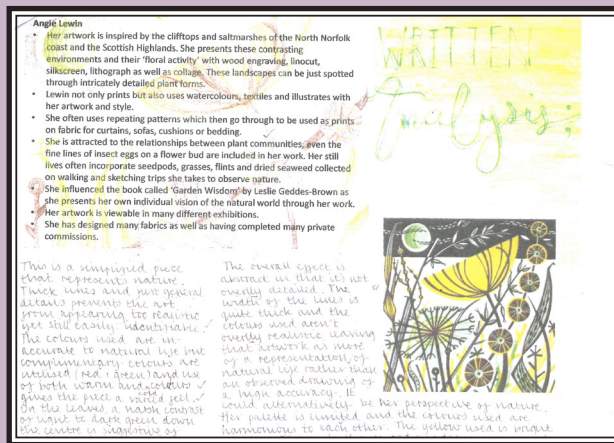 Angie Lewin
• Her artwork is inspired by the clifftops and saltmarshes of the North Norfolk
coast and the Scottish Highlands. She presents these contrasting
environments and their 'floral activity' with wood engraving, linocut,
silkscreen, lithograph as well as collage. These landscapes can be just spotted
through intricately detailed plant forms.
• Lewin not only prints but also uses watercolours, textiles and illustrates with
her artwork and style.
• She often uses repeating patterns which then go through to be used as prints
on fabric for curtains, sofas, cushions or bedding.
• She is attracted to the relationships between plant communities, even the
fine lines of insect eggs on a flower bud are included in her work. Her still
lives often incorporate seedpods, grasses, flints and dried seaweed collected
on walking and sketching trips she takes to observe nature.
• She influenced the book called 'Garden Wisdom' by Leslie Geddes-Brown as
she presents her own individual vision of the natural world through her work.
• Her artwork is viewable in many different exhibitions.
• She has designed many fabrics as well as having completed many private
commissions.
WRITTEN
Analysis;
This is a simplified piece
that represents nature.
Thick lines and just general
details prevents the art
from appearing too realistic
yet still easily identifiable.
The colours used are in-
accurate to natural life but
complimentary colours are
utilised (red + green) and use
of both warm and cold colours
gives the piece a varied feel.
On the leaves, a harsh contrast
of light to dark green down
the centre is suggestive of
The overall effect is
abstract in that it's not
overly detailed. The
width of the lines is
quite thick and the
colours used aren't
overly realistic leaving
that artwork as more
of a representation of
natural life rather than
an observed drawing of
a high accuracy. It
could alternatively be her perspective of nature.
Her palette is limited and the colours used are
harmonious to each other. The yellow used is bright